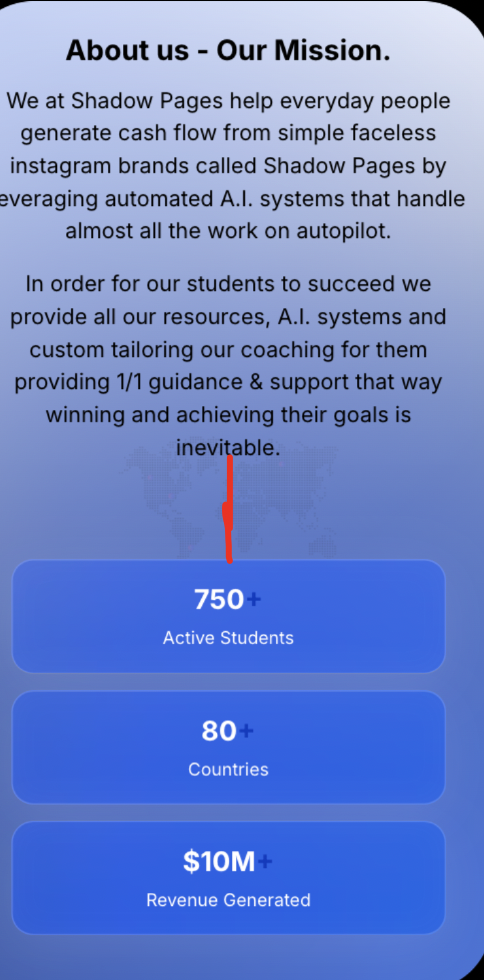 About us - Our Mission.
We at Shadow Pages help everyday people
generate cash flow from simple faceless
instagram brands called Shadow Pages by
everaging automated A.I. systems that handle
almost all the work on autopilot.
In order for our students to succeed we
provide all our resources, A.I. systems and
custom tailoring our coaching for them
providing 1/1 guidance & support that way
winning and achieving their goals is
inevitable.
750+
Active Students
80+
Countries
$10M+
Revenue Generated